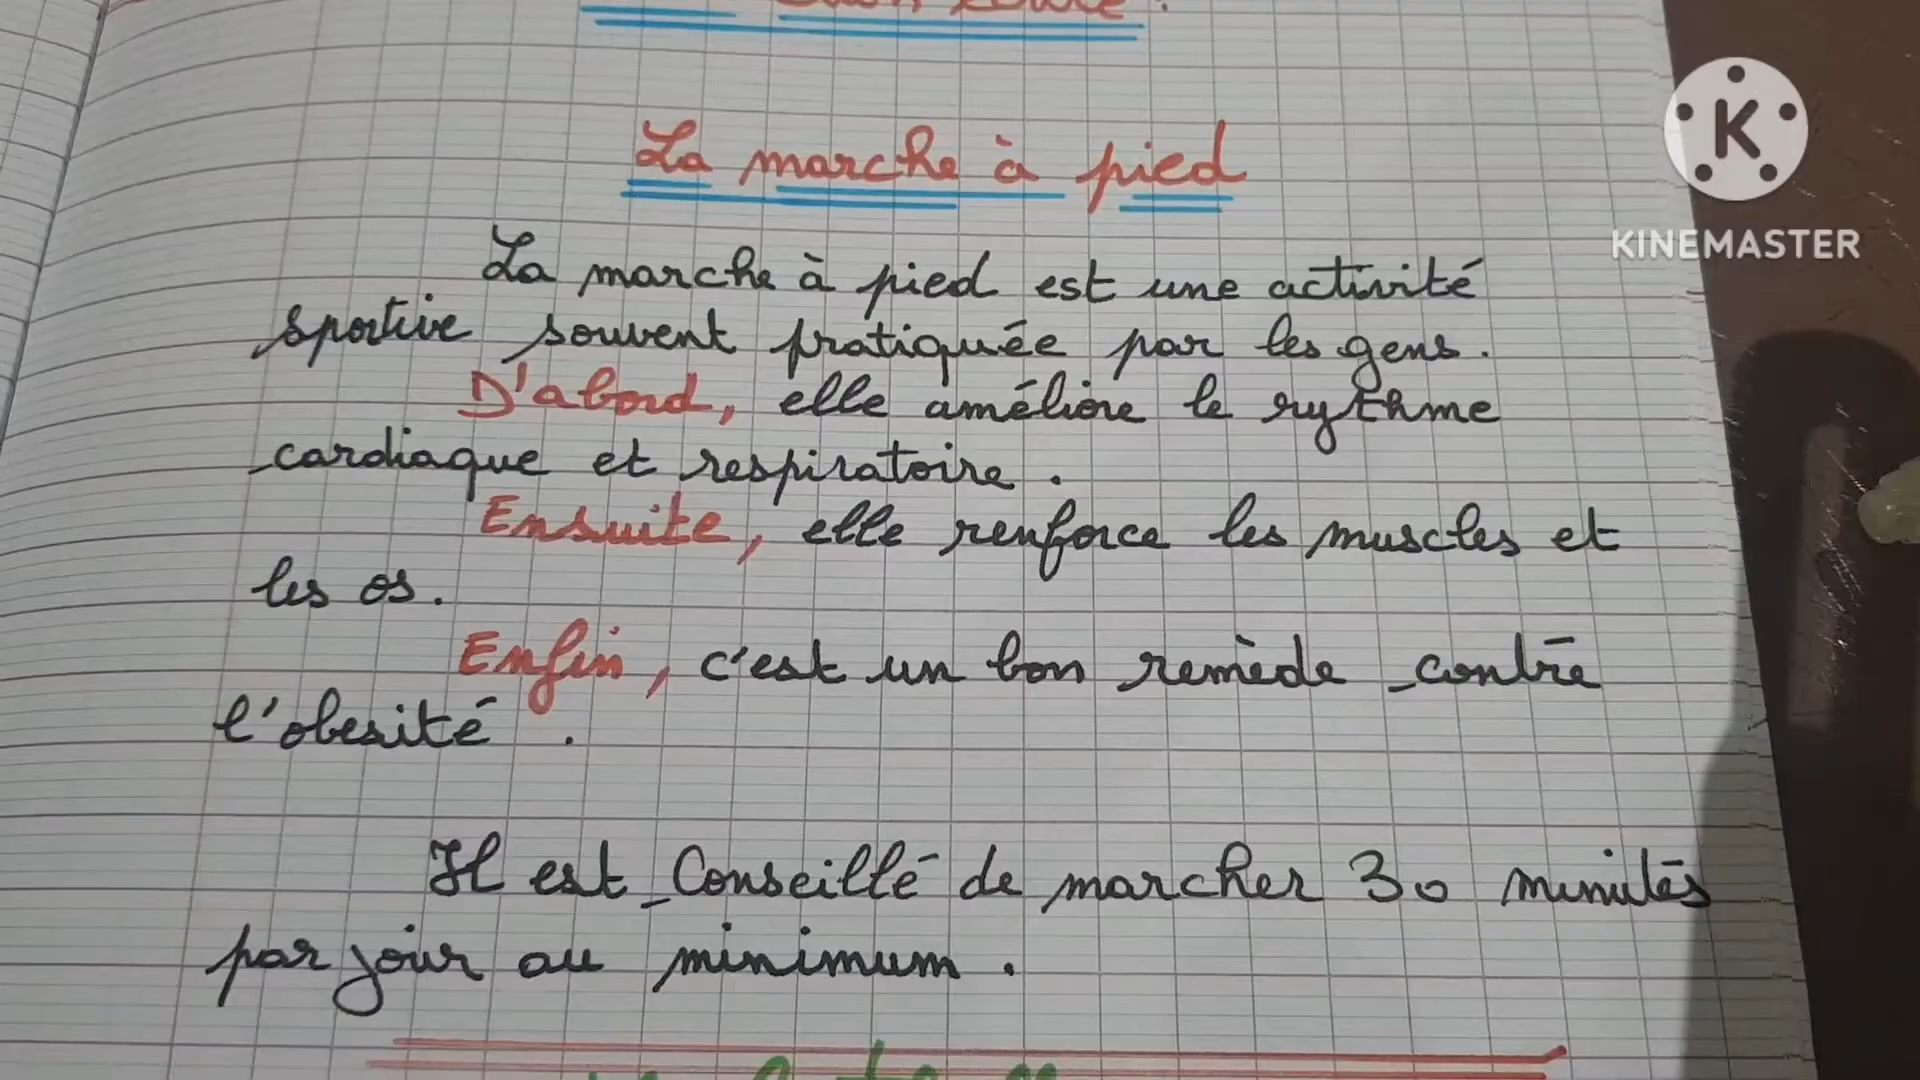 La marche à pied
KINEMASTER
La marche à pied est une activité
sportive souvent pratiquée par les gens.
D'abord, elle améliore le rythme
cardiaque et respiratoire.
Ensuite, elle renforce les muscles et
les os.
Enfin, c'est un bon remède contre
l'obesité.
Il est Conseillé de marcher 30 minutes
par jour au minimum.